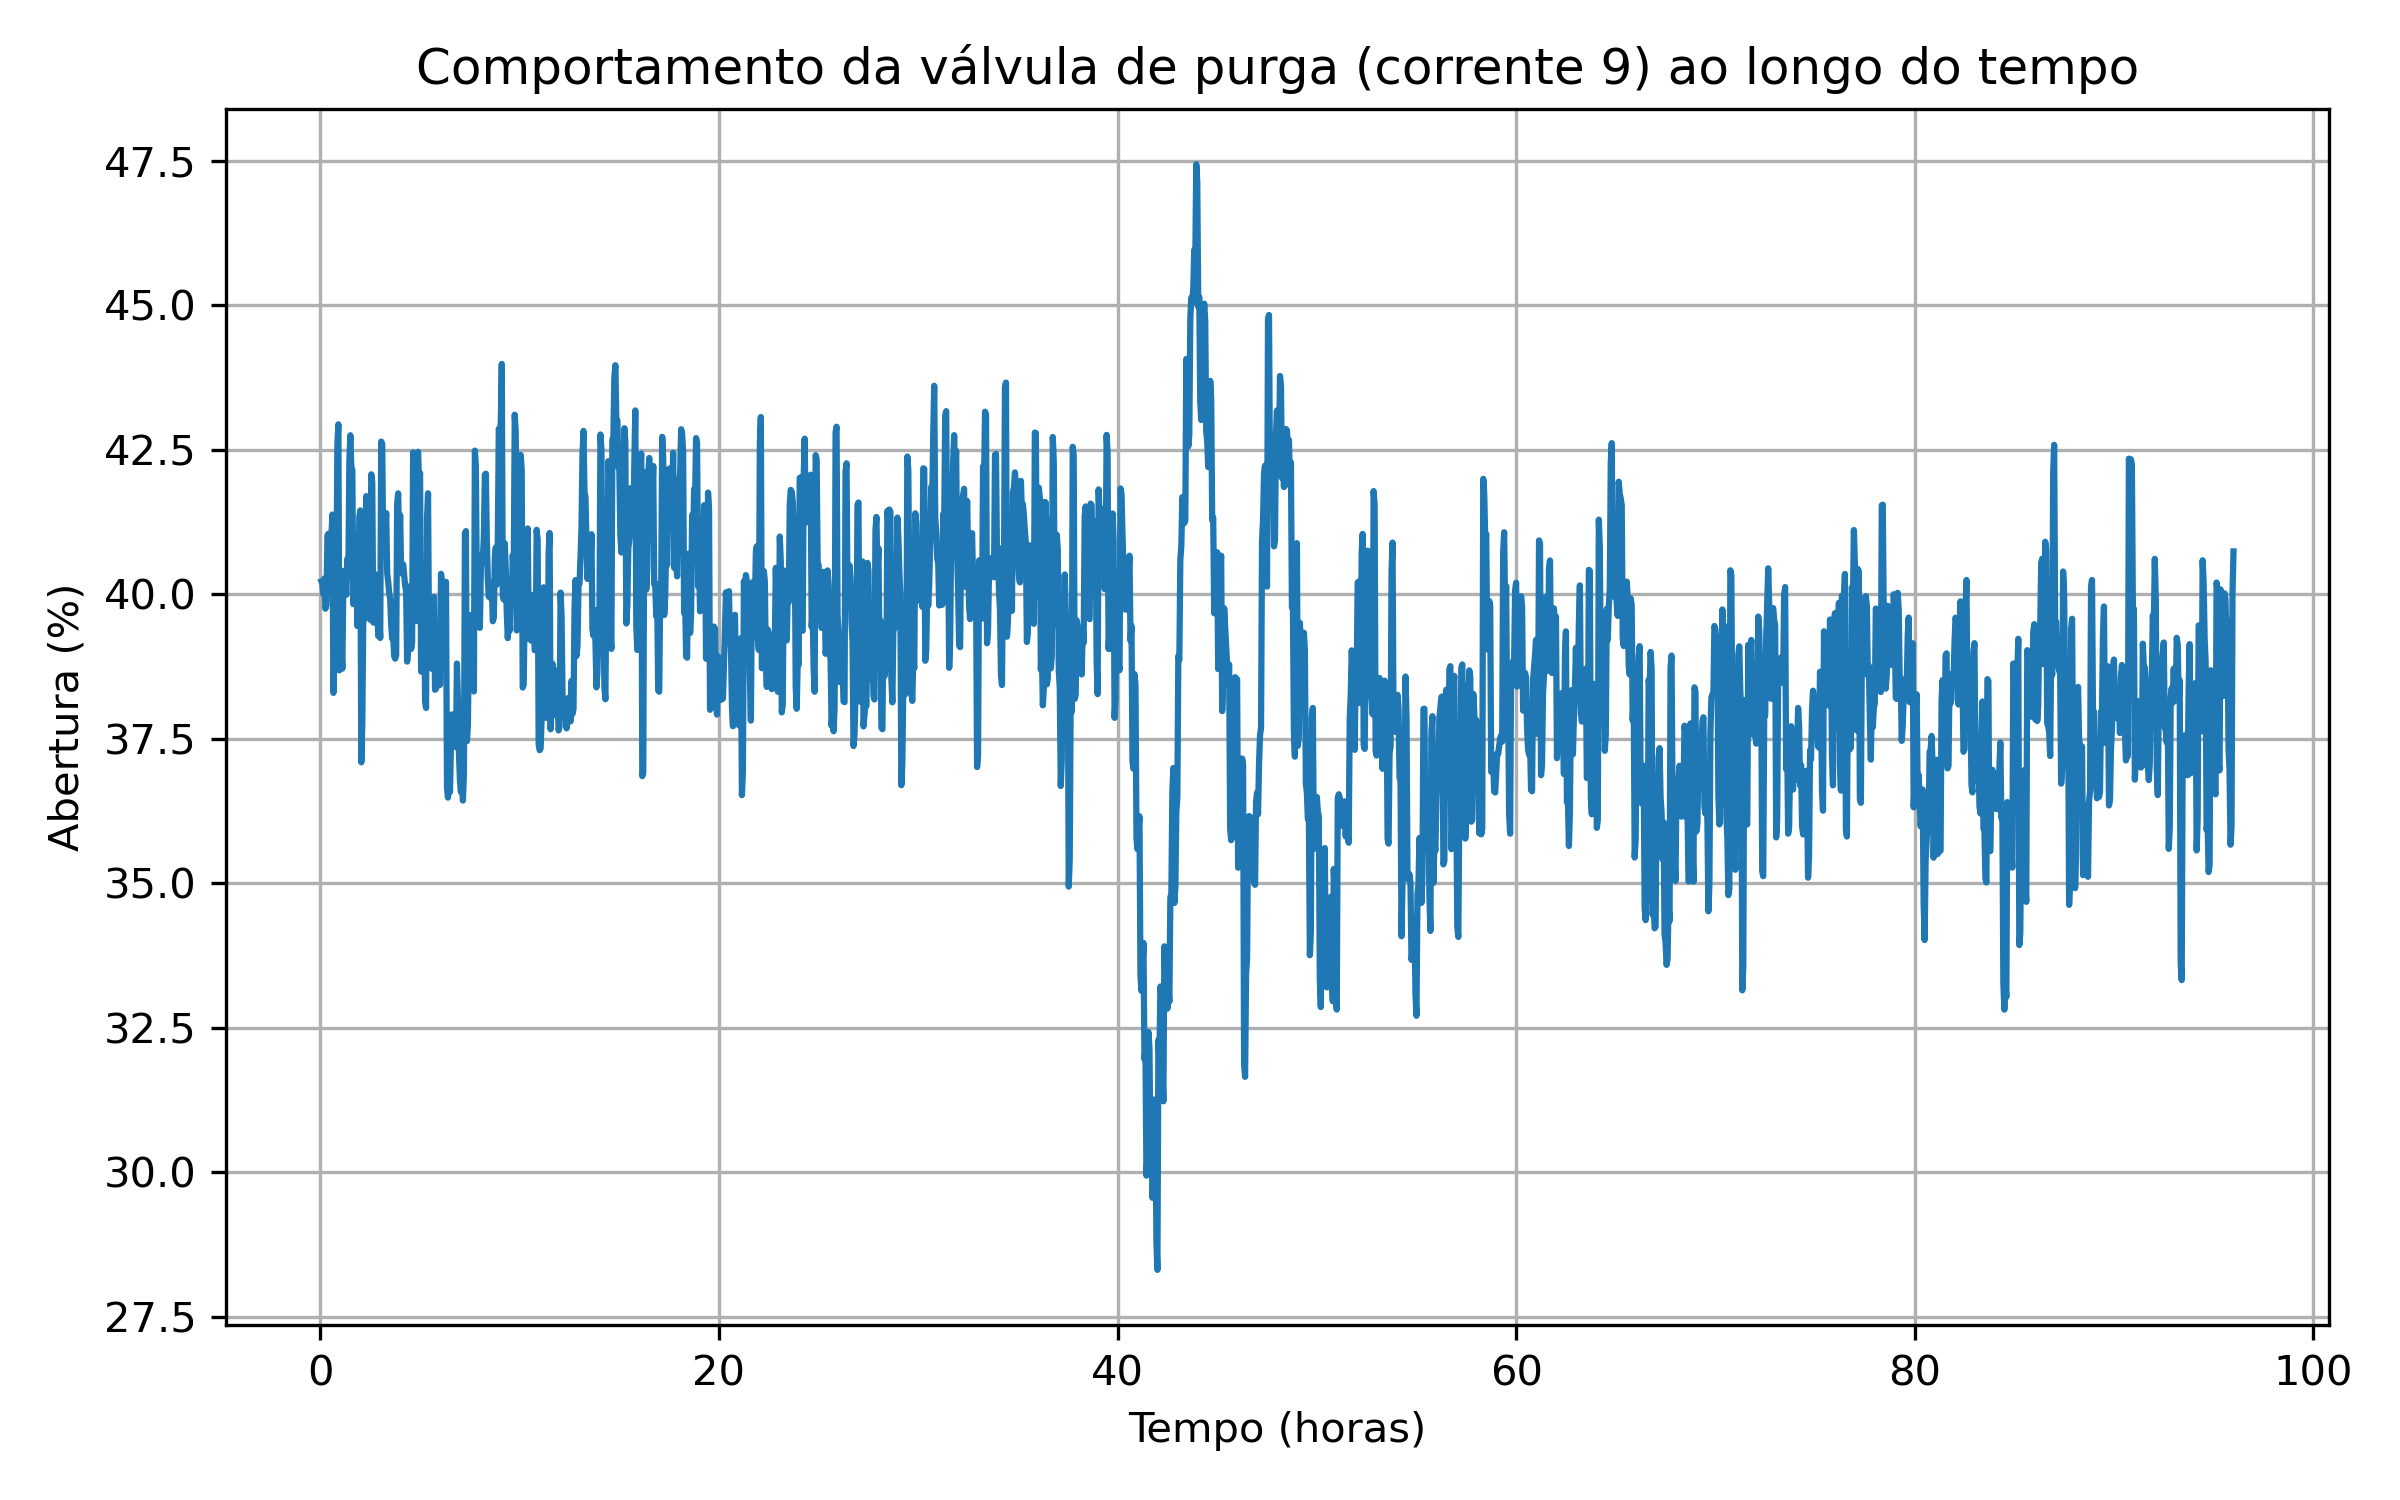 Comportamento da válvula de purga (corrente 9) ao longo do tempo
47.5
45.0
42.5
40.0
37.5
35.0
32.5
30.0
27.5
Abertura (%)
0 20 40 60 80 100
Tempo (horas)